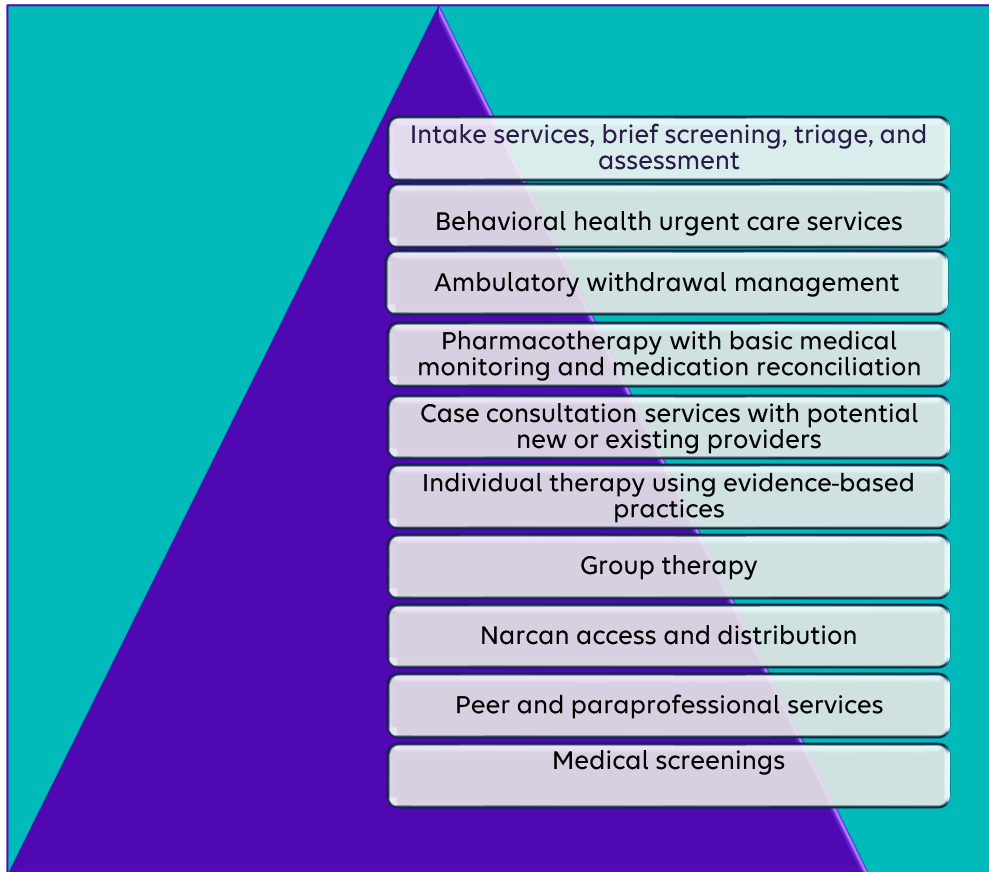 Intake services, brief screening, triage, and
assessment
Behavioral health urgent care services
Ambulatory withdrawal management
Pharmacotherapy with basic medical
monitoring and medication reconciliation
Case consultation services with potential
new or existing providers
Individual therapy using evidence-based
practices
Group therapy
Narcan access and distribution
Peer and paraprofessional services
Medical screenings